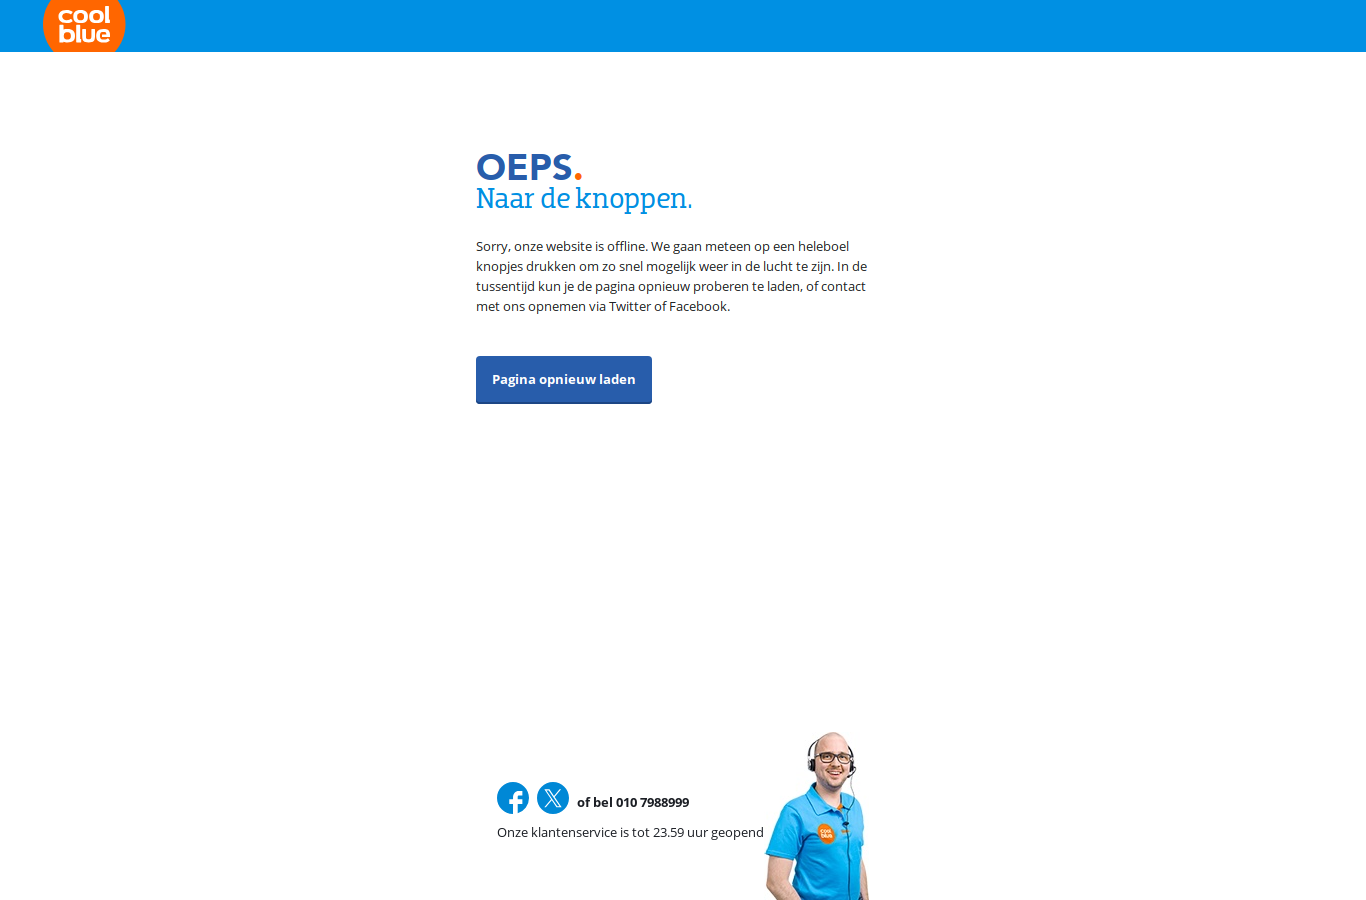 cool
blue
OEPS.
Naar de knoppen.
Sorry, onze website is offline. We gaan meteen op een heleboel
knopjes drukken om zo snel mogelijk weer in de lucht te zijn. In de
tussentijd kun je de pagina opnieuw proberen te laden, of contact
met ons opnemen via Twitter of Facebook.
Pagina opnieuw laden
of bel 010 7988999
Onze klantenservice is tot 23.59 uur geopend
cool
blue